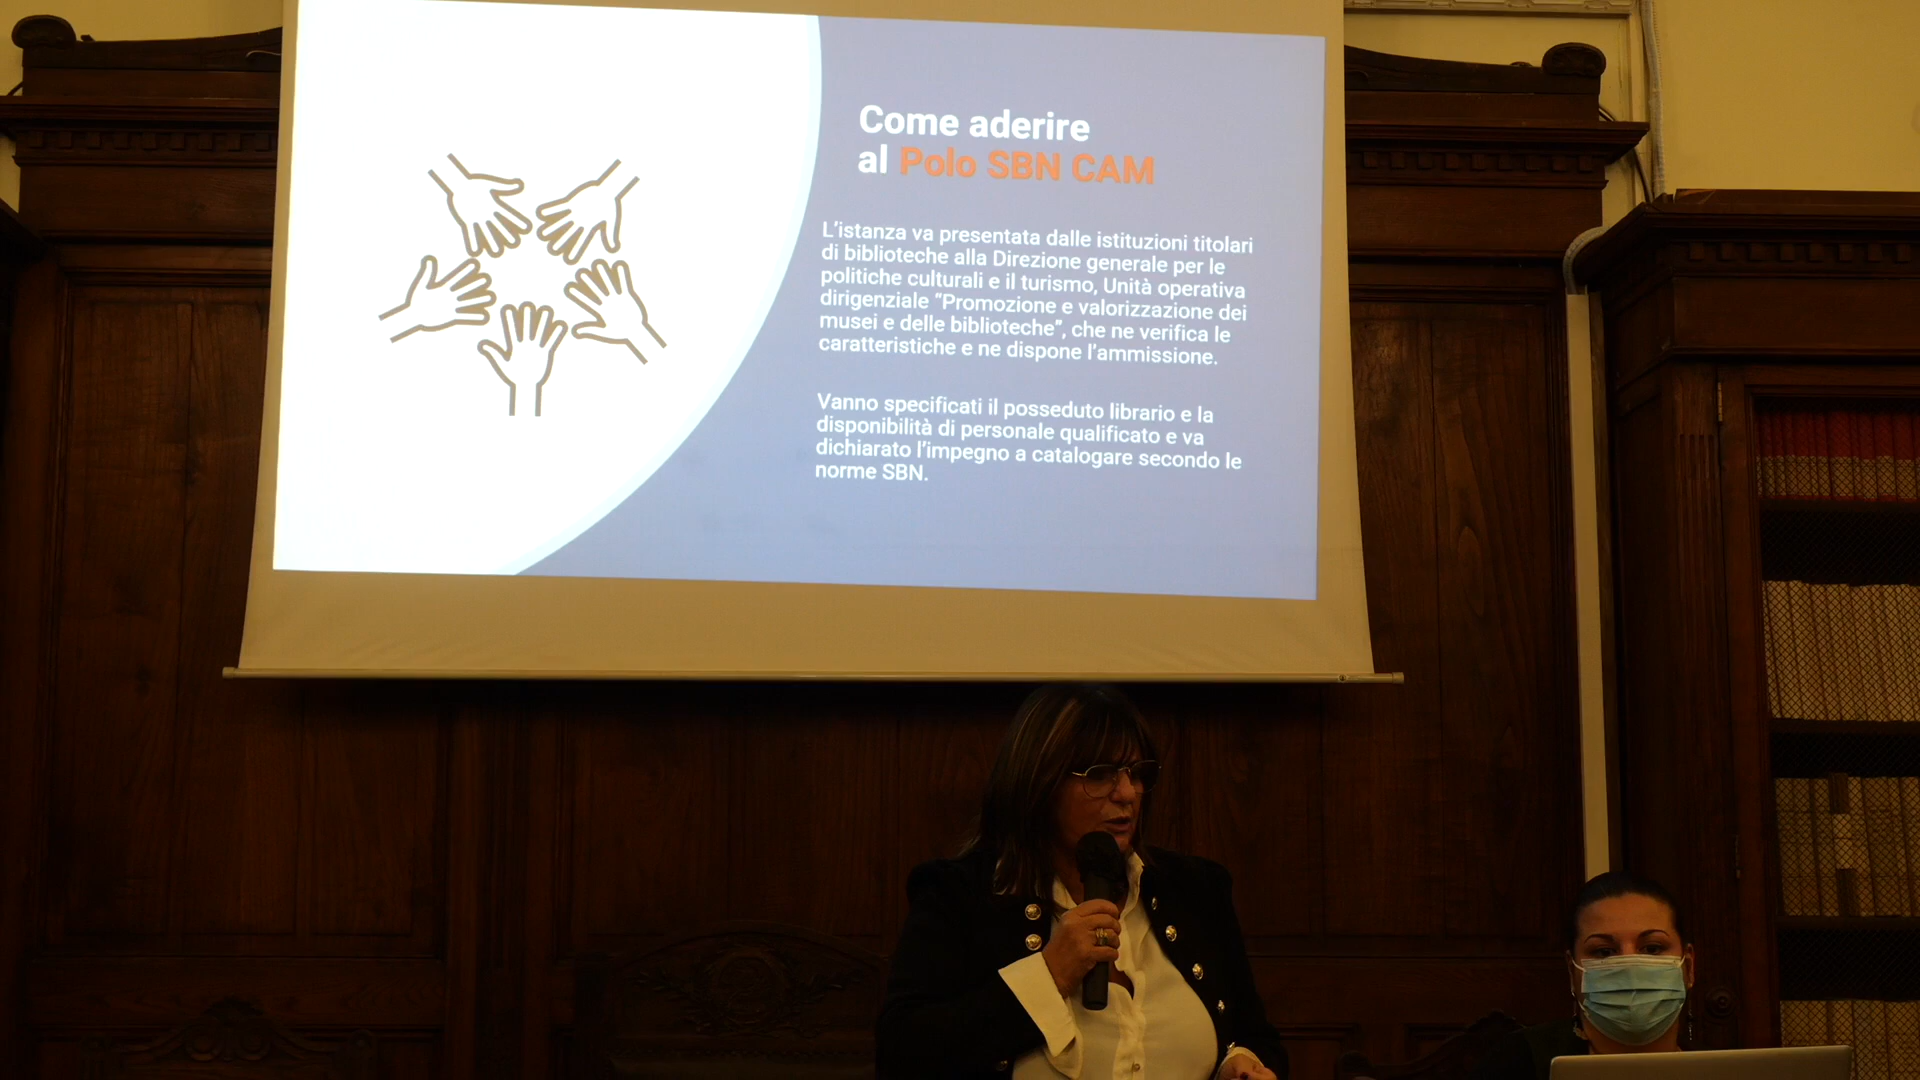 Come aderire
al Polo SBN CAM
L’istanza va presentata dalle istituzioni titolari
di biblioteche alla Direzione generale per le
politiche culturali e il turismo, Unità operativa
dirigenziale “Promozione e valorizzazione dei
musei e delle biblioteche”, che ne verifica le
caratteristiche e ne dispone l’ammissione.
Vanno specificati il posseduto librario e la
disponibilità di personale qualificato e va
dichiarato l’impegno a catalogare secondo le
norme SBN.